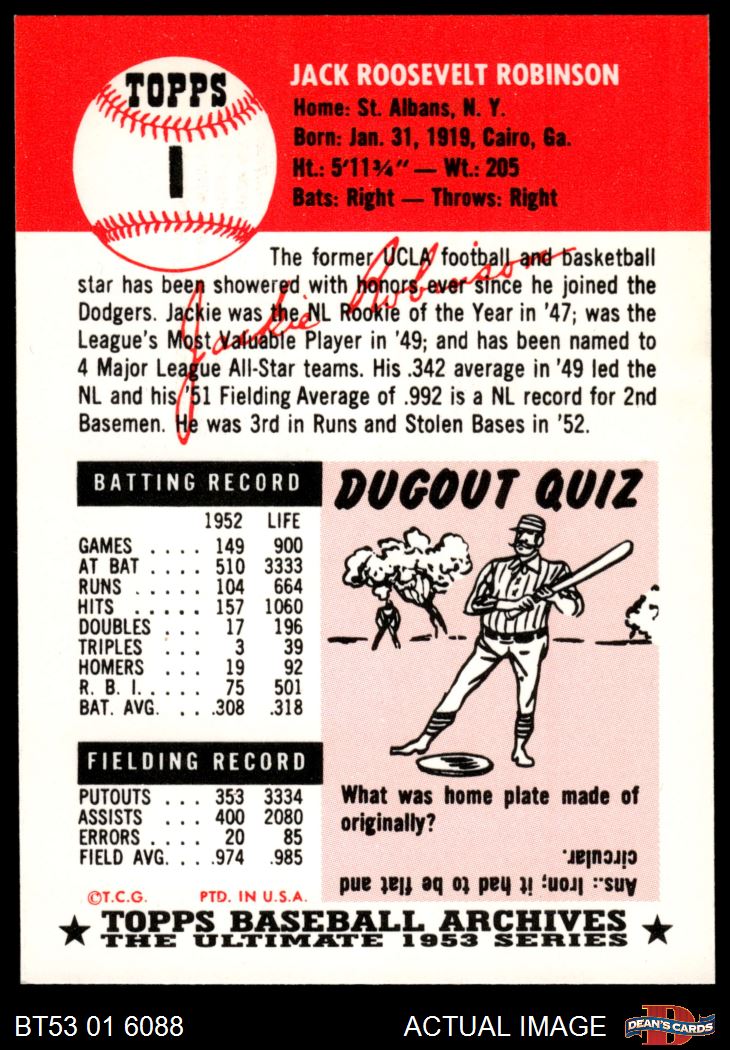 TOPPS
1
JACK ROOSEVELT ROBINSON
Home: St. Albans, N. Y.
Born: Jan. 31, 1919, Cairo, Ga.
Ht.: 5'11¾" — Wt.: 205
Bats: Right — Throws: Right
The former UCLA football and basketball
star has been showered with honors ever since he joined the
Dodgers. Jackie was the NL Rookie of the Year in '47; was the
League's Most Valuable Player in '49; and has been named to
4 Major League All-Star teams. His .342 average in '49 led the
NL and his '51 Fielding Average of .992 is a NL record for 2nd
Basemen. He was 3rd in Runs and Stolen Bases in '52.
Jackie Robinson
BATTING RECORD
1952 LIFE
GAMES .... 149 900
AT BAT .... 510 3333
RUNS ..... 104 664
HITS ..... 157 1060
DOUBLES ... 17 196
TRIPLES ... 3 39
HOMERS ... 19 92
R. B. I. .... 75 501
BAT. AVG. ... .308 .318
FIELDING RECORD
PUTOUTS ... 353 3334
ASSISTS .... 400 2080
ERRORS .... 20 85
FIELD AVG. ... .974 .985
©T.C.G. PTD. IN U.S.A.
DUGOUT QUIZ
What was home plate made of
originally?
Ans.: Iron; it had to be flat and
circular.
TOPPS BASEBALL ARCHIVES
THE ULTIMATE 1953 SERIES
BT53 01 6088
ACTUAL IMAGE
D
DEAN'S CARDS